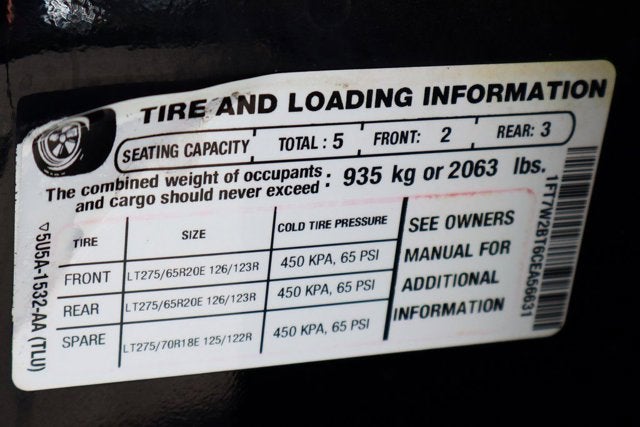 TIRE AND LOADING INFORMATION
SEATING CAPACITY TOTAL : 5 FRONT: 2 REAR: 3
The combined weight of occupants and cargo should never exceed : 935 kg or 2063 lbs.
TIRE SIZE COLD TIRE PRESSURE
FRONT LT275/65R20E 126/123R 450 KPA, 65 PSI
REAR LT275/65R20E 126/123R 450 KPA, 65 PSI
SPARE LT275/70R18E 125/122R 450 KPA, 65 PSI
SEE OWNERS
MANUAL FOR
ADDITIONAL
INFORMATION
▽5U5A-1532-AA (TLU)
1FT7W2BT6CEA56631